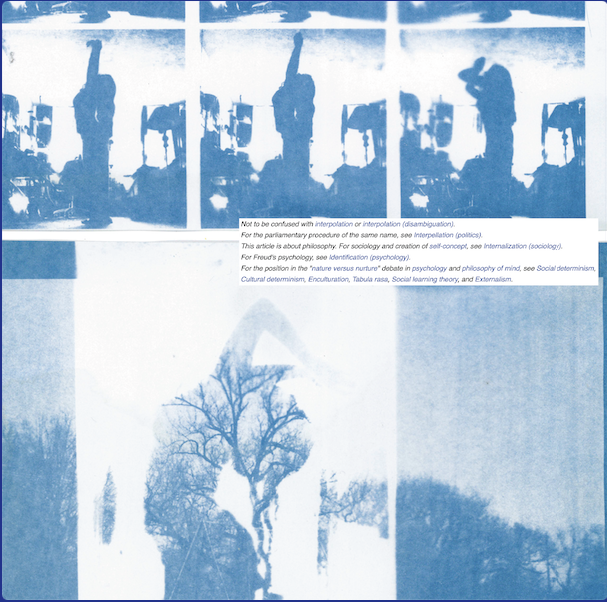 Not to be confused with interpolation or interpolation (disambiguation).
For the parliamentary procedure of the same name, see Interpellation (politics).
This article is about philosophy. For sociology and creation of self-concept, see Internalization (sociology).
For Freud's psychology, see Identification (psychology).
For the position in the "nature versus nurture" debate in psychology and philosophy of mind, see Social determinism,
Cultural determinism, Enculturation, Tabula rasa, Social learning theory, and Externalism.